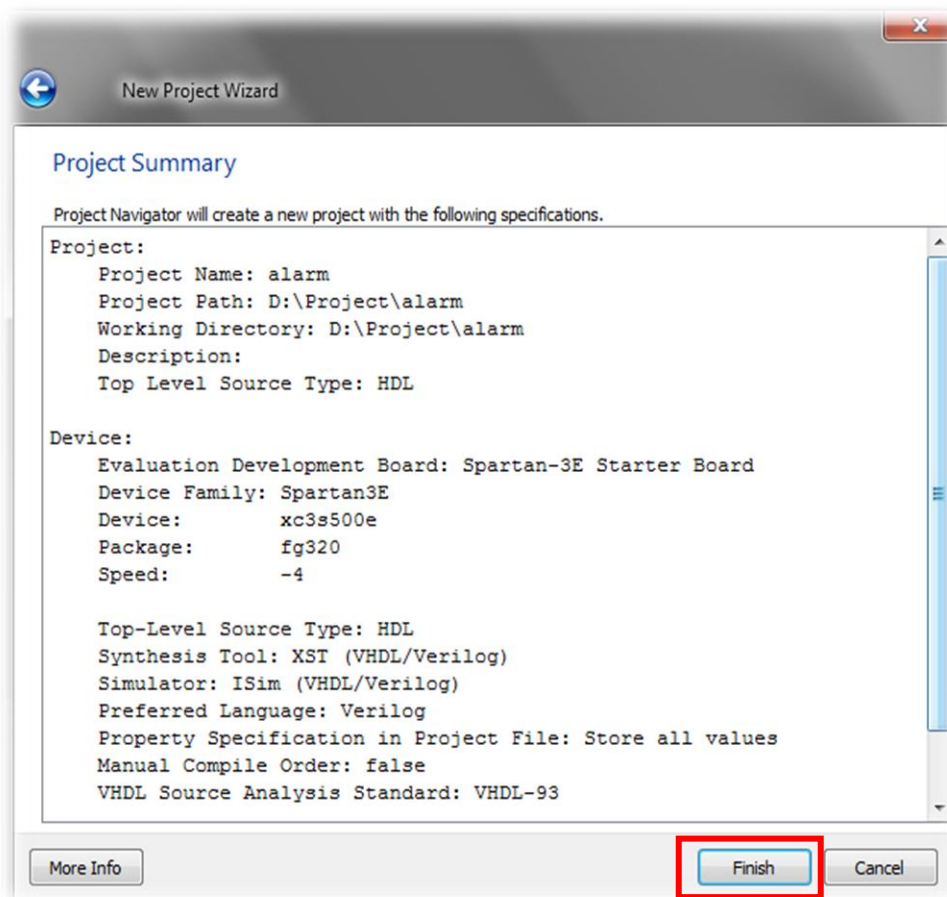 New Project Wizard
Project Summary
Project Navigator will create a new project with the following specifications.
Project:
Project Name: alarm
Project Path: D:\Project\alarm
Working Directory: D:\Project\alarm
Description:
Top Level Source Type: HDL
Device:
Evaluation Development Board: Spartan-3E Starter Board
Device Family: Spartan3E
Device: xc3s500e
Package: fg320
Speed: -4
Top-Level Source Type: HDL
Synthesis Tool: XST (VHDL/Verilog)
Simulator: ISim (VHDL/Verilog)
Preferred Language: Verilog
Property Specification in Project File: Store all values
Manual Compile Order: false
VHDL Source Analysis Standard: VHDL-93
More Info Finish Cancel